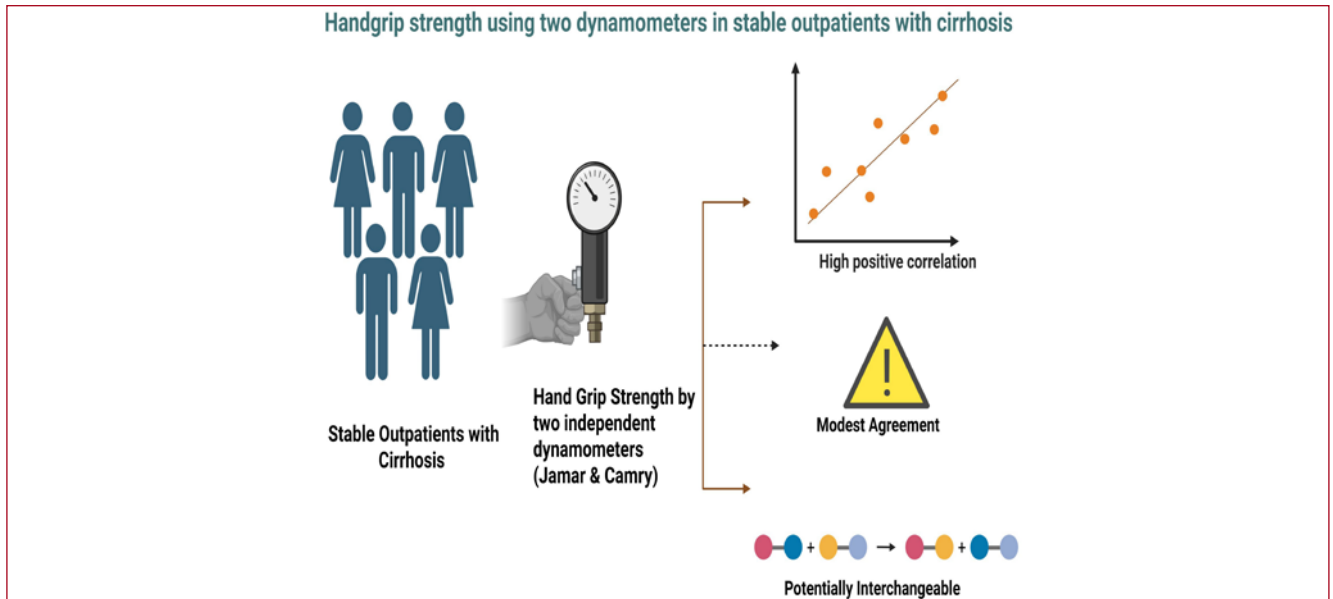 Handgrip strength using two dynamometers in stable outpatients with cirrhosis
High positive correlation
Hand Grip Strength by
two independent
dynamometers
(Jamar & Camry)
Stable Outpatients with
Cirrhosis
Modest Agreement
+
+
Potentially Interchangeable